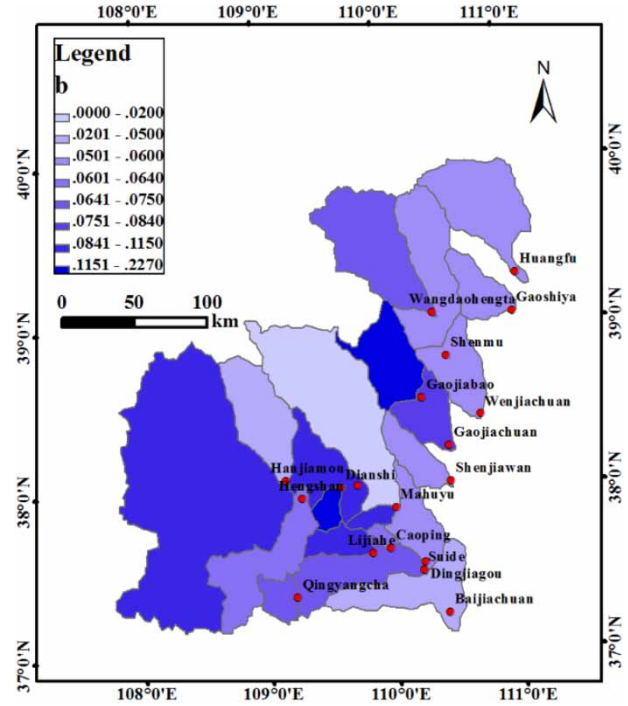 108°0'E 109°0'E 110°0'E 111°0'E
Legend
b
.0000 - .0200
.0201 - .0500
.0501 - .0600
.0601 - .0640
.0641 - .0750
.0751 - .0840
.0841 - .1150
.1151 - .2270
0 50 100
km
N
40°0'N 40°0'N
39°0'N 39°0'N
38°0'N 38°0'N
37°0'N 37°0'N
Huangfu
Wangdaohengta Gaoshiya
Shenmu
Gaojiabao Wenjiachuan
Gaojiachuan
Hanjiamou Dianshi Shenjiawan
Hengshan
Mahuyu
Lijiahe Caoping
Suide
Qingyangcha Dingjiagou
Baijiachuan
108°0'E 109°0'E 110°0'E 111°0'E